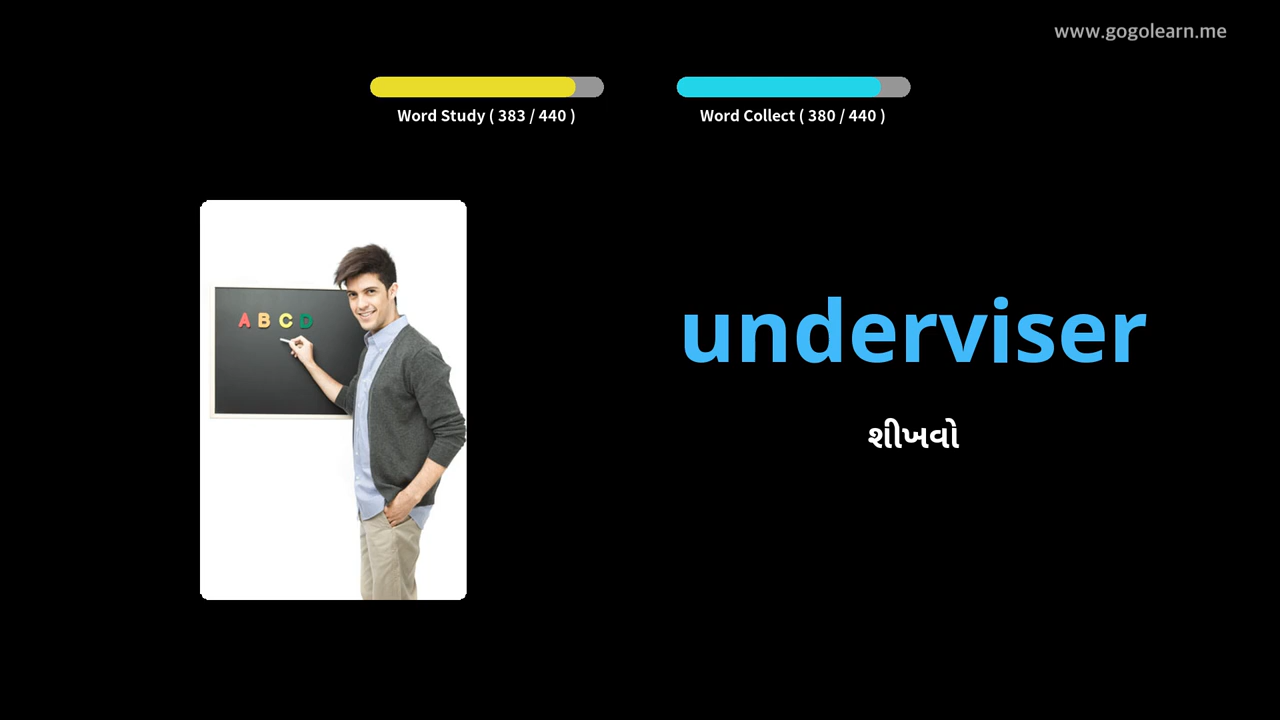 www.gogolearn.me
Word Study ( 383 / 440 )
Word Collect ( 380 / 440 )
A B C D
underviser
શીખવો